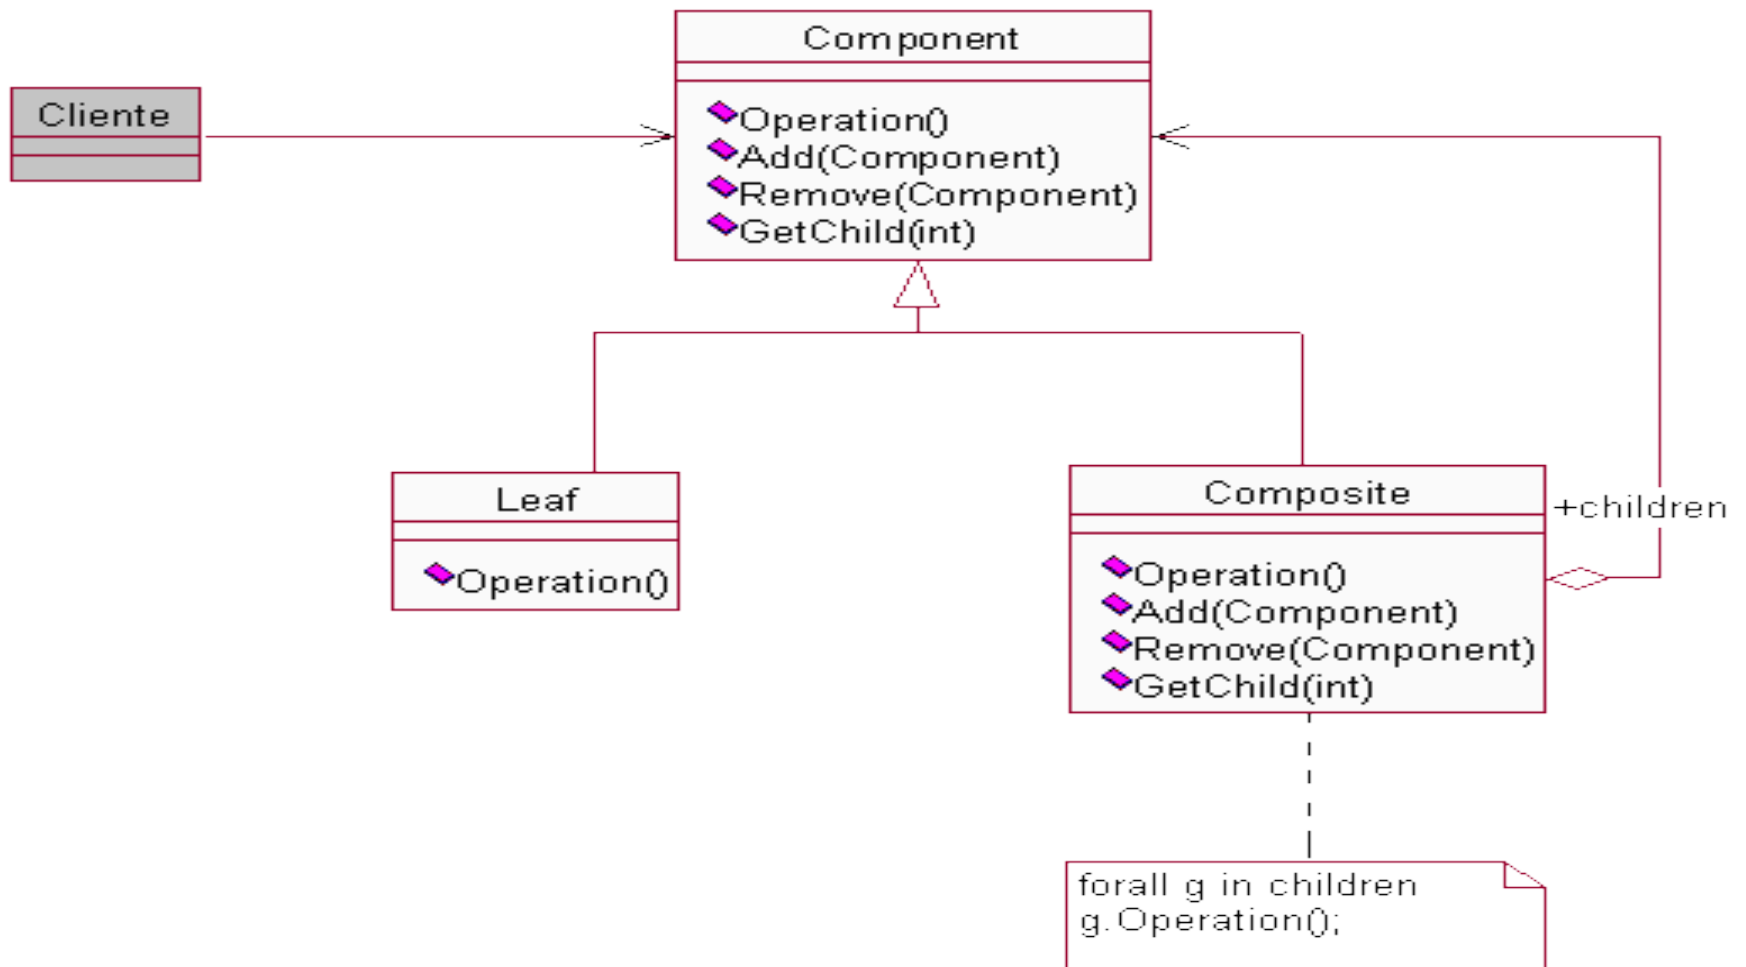 Component
Cliente
Operation()
Add(Component)
Remove(Component)
GetChild(int)
Leaf
Operation()
Composite
+children
Operation()
Add(Component)
Remove(Component)
GetChild(int)
forall g in children
g.Operation();